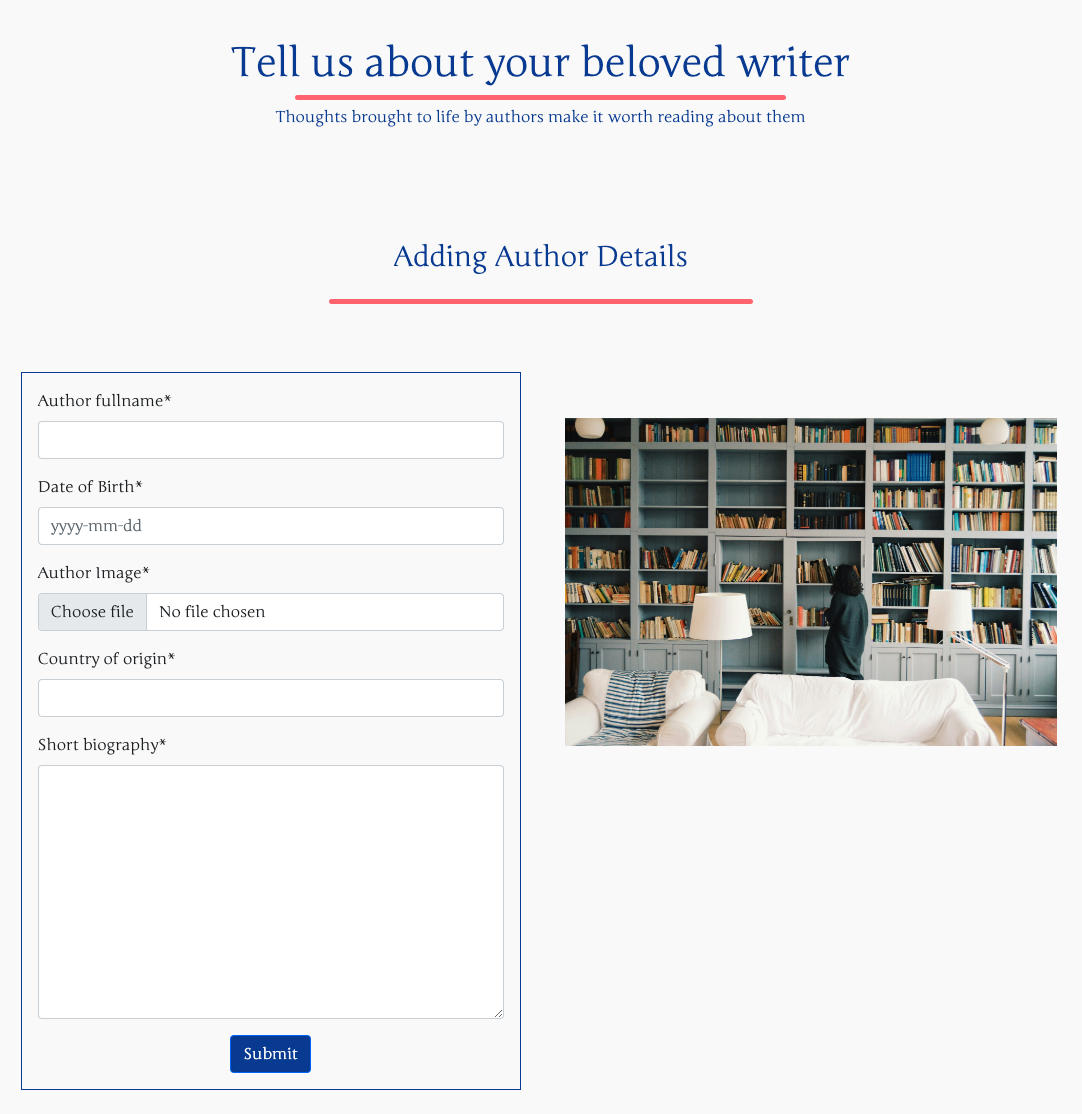 Tell us about your beloved writer
Thoughts brought to life by authors make it worth reading about them
Adding Author Details
Author fullname*
Date of Birth*
yyyy-mm-dd
Author Image*
Choose file No file chosen
Country of origin*
Short biography*
Submit